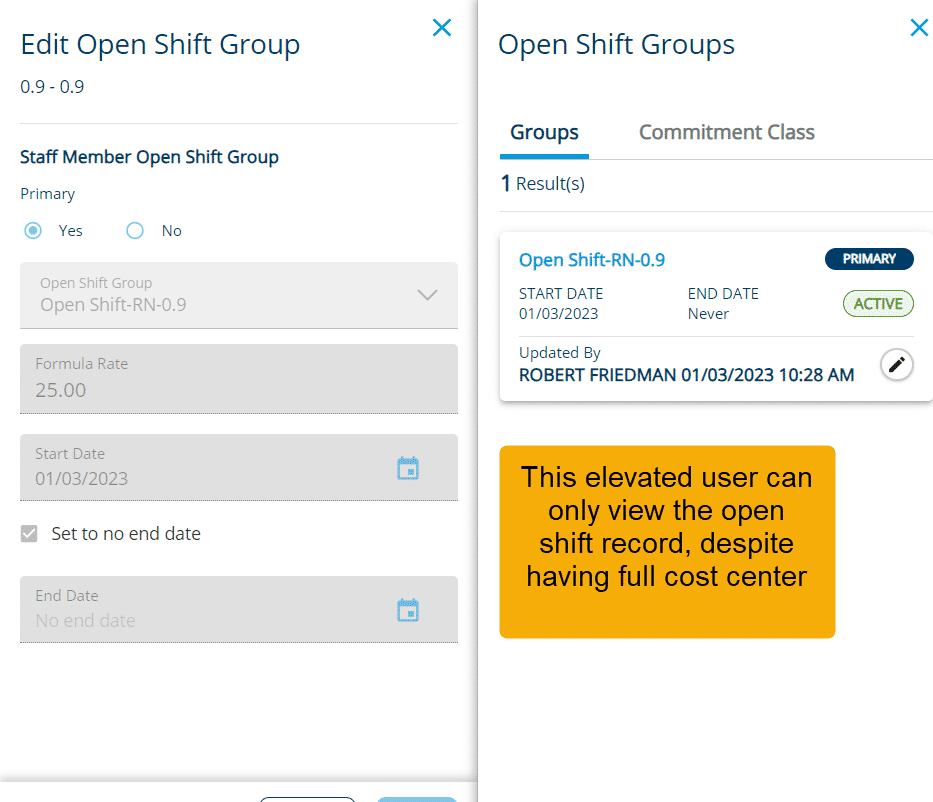 Edit Open Shift Group
0.9 - 0.9
Staff Member Open Shift Group
Primary
Yes No
Open Shift Group
Open Shift-RN-0.9
Formula Rate
25.00
Start Date
01/03/2023
Set to no end date
End Date
No end date
Open Shift Groups
Groups Commitment Class
1 Result(s)
Open Shift-RN-0.9 PRIMARY
START DATE END DATE
01/03/2023 Never
ACTIVE
Updated By
ROBERT FRIEDMAN 01/03/2023 10:28 AM
This elevated user can
only view the open
shift record, despite
having full cost center